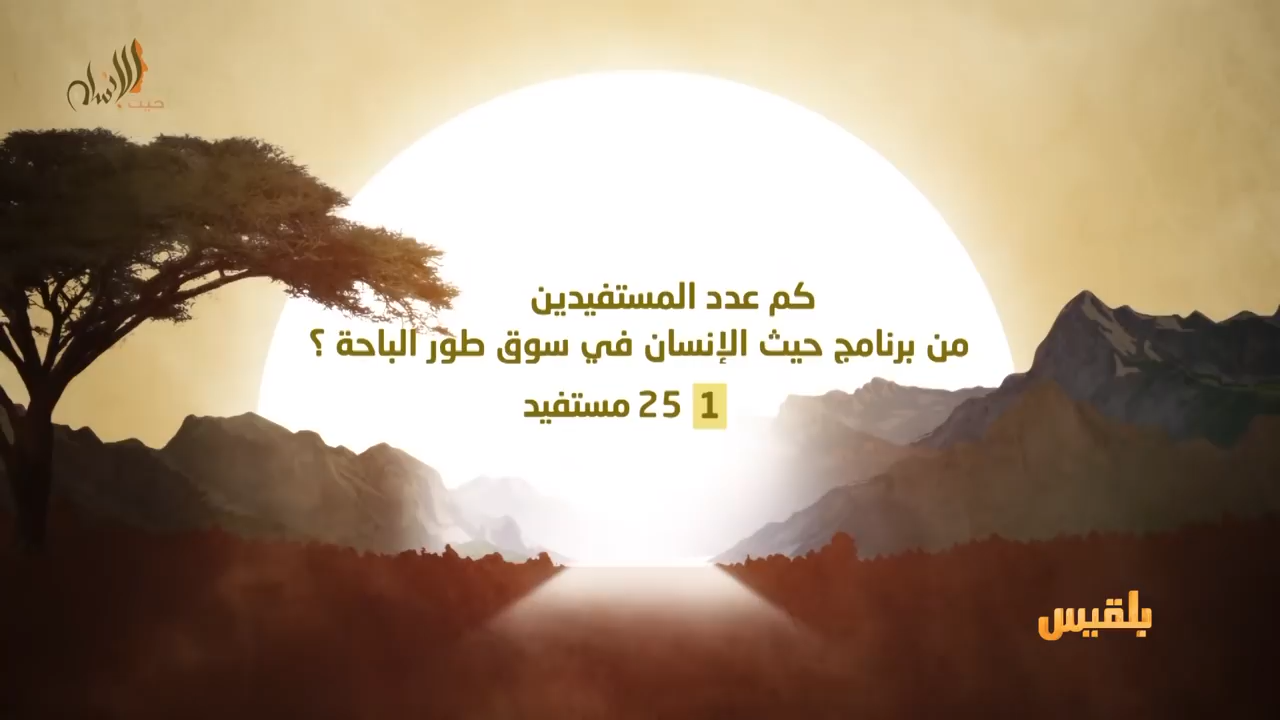 حيث الإنسان
كم عدد المستفيدين
من برنامج حيث الإنسان في سوق طور الباحة ؟
1 25 مستفيد
بلقيس